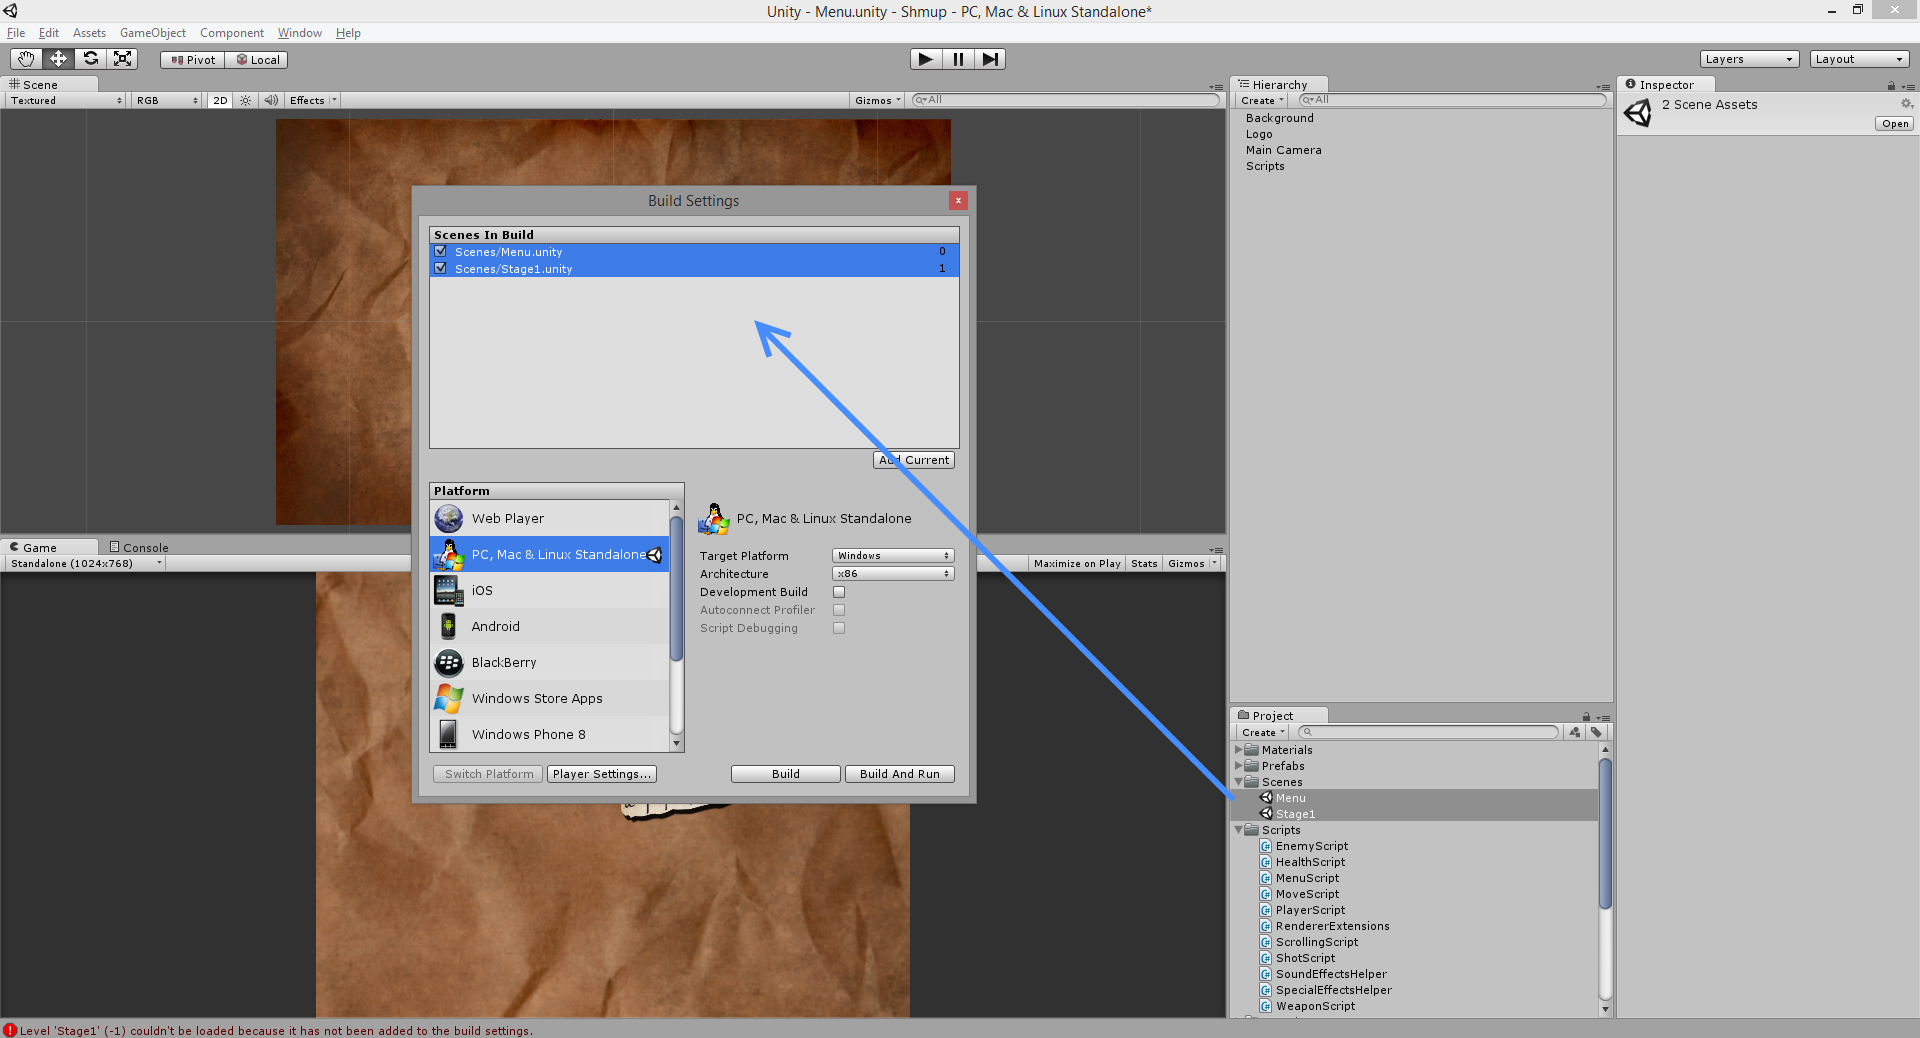 Unity - Menu.unity - Shmup - PC, Mac & Linux Standalone*
File Edit Assets GameObject Component Window Help
Pivot Local Layers Layout
Scene
Textured RGB 2D Effects Gizmos All
Hierarchy
Create All
Background
Logo
Main Camera
Scripts
Inspector
2 Scene Assets
Open
Build Settings
Scenes In Build
Scenes/Menu.unity 0
Scenes/Stage1.unity 1
Add Current
Platform
Web Player
PC, Mac & Linux Standalone
iOS
Android
BlackBerry
Windows Store Apps
Windows Phone 8
PC, Mac & Linux Standalone
Target Platform Windows
Architecture x86
Development Build
Autoconnect Profiler
Script Debugging
Switch Platform Player Settings... Build Build And Run
Game Console
Standalone (1024x768) Maximize on Play Stats Gizmos
Project
Create
Materials
Prefabs
Scenes
Menu
Stage1
Scripts
EnemyScript
HealthScript
MenuScript
MoveScript
PlayerScript
RendererExtensions
ScrollingScript
ShotScript
SoundEffectsHelper
SpecialEffectsHelper
WeaponScript
Level 'Stage1' (-1) couldn't be loaded because it has not been added to the build settings.